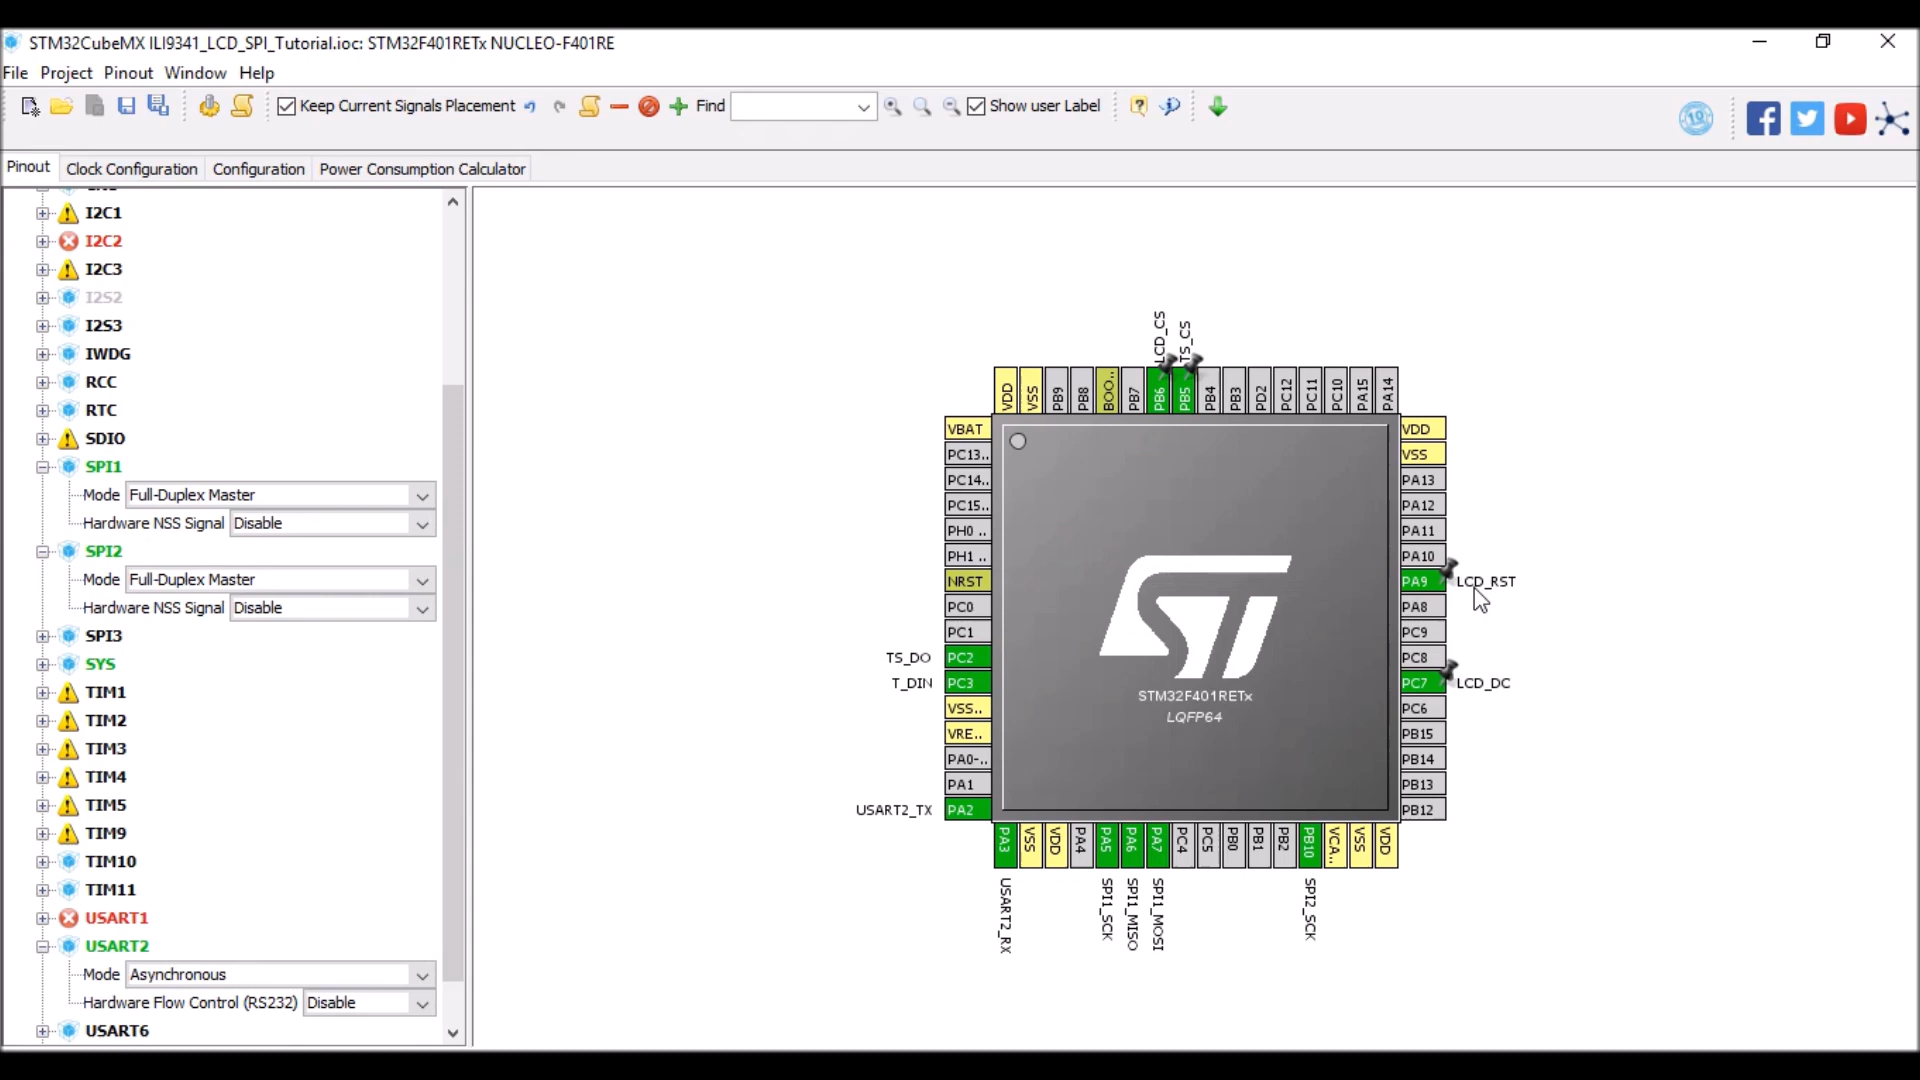 STM32CubeMX ILI9341_LCD_SPI_Tutorial.ioc: STM32F401RETx NUCLEO-F401RE
File Project Pinout Window Help
Keep Current Signals Placement Find Show user Label ? 10
Pinout Clock Configuration Configuration Power Consumption Calculator
I2C1
I2C2
I2C3
I2S2
I2S3
IWDG
RCC
RTC
SDIO
SPI1
Mode Full-Duplex Master
Hardware NSS Signal Disable
SPI2
Mode Full-Duplex Master
Hardware NSS Signal Disable
SPI3
SYS
TIM1
TIM2
TIM3
TIM4
TIM5
TIM9
TIM10
TIM11
USART1
USART2
Mode Asynchronous
Hardware Flow Control (RS232) Disable
USART6
LCD_CS TS_CS
VDD VSS PB9 PB8 BOO.. PB7 PB6 PB5 PB4 PB3 PD2 PC12 PC11 PC10 PA15 PA14
VBAT
PC13..
PC14..
PC15..
PH0 ..
PH1 ..
NRST
PC0
PC1
TS_DO PC2
T_DIN PC3
VSS..
VRE..
PA0-..
PA1
USART2_TX PA2
ST
STM32F401RETx
LQFP64
VDD
VSS
PA13
PA12
PA11
PA10
PA9 LCD_RST
PA8
PC9
PC8
PC7 LCD_DC
PC6
PB15
PB14
PB13
PB12
PA3 VSS VDD PA4 PA5 PA6 PA7 PC4 PC5 PB0 PB1 PB2 PB10 VCA.. VSS VDD
USART2_RX SPI1_SCK SPI1_MISO SPI1_MOSI SPI2_SCK